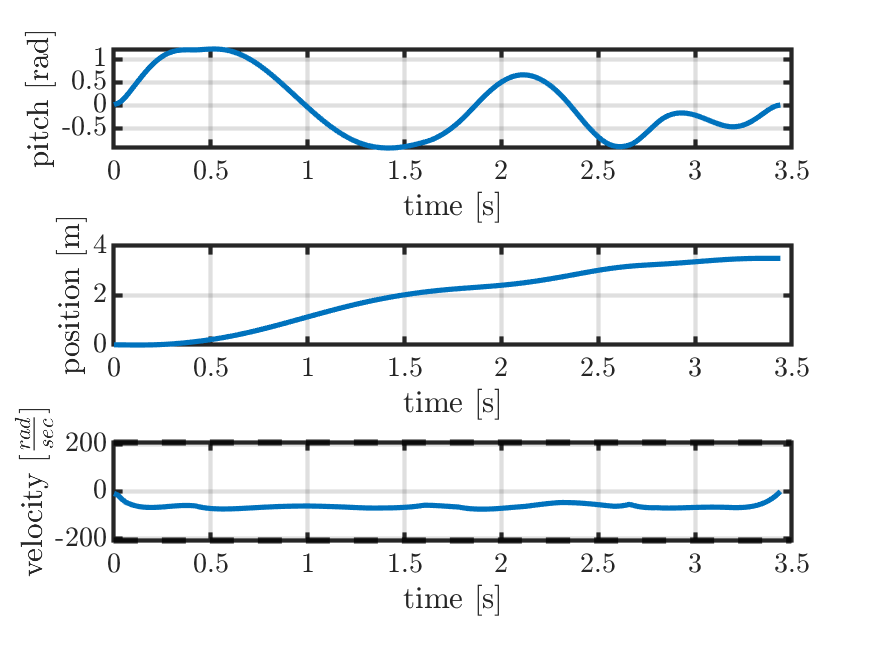 pitch [rad]
1
0.5
0
-0.5
0 0.5 1 1.5 2 2.5 3 3.5
time [s]
position [m]
4
2
0
0 0.5 1 1.5 2 2.5 3 3.5
time [s]
velocity [rad/sec]
200
0
-200
0 0.5 1 1.5 2 2.5 3 3.5
time [s]